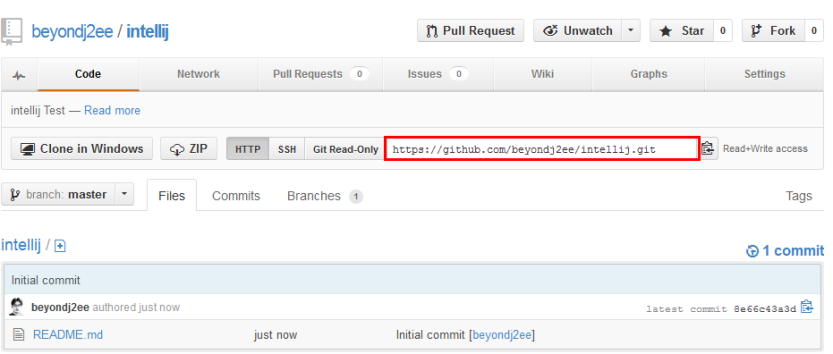 beyondj2ee / intellij
Pull Request Unwatch Star 0 Fork 0
Code Network Pull Requests 0 Issues 0 Wiki Graphs Settings
intellij Test — Read more
Clone in Windows ZIP HTTP SSH Git Read-Only https://github.com/beyondj2ee/intellij.git Read+Write access
branch: master Files Commits Branches 1 Tags
intellij /
1 commit
Initial commit
beyondj2ee authored just now latest commit 8e66c43a3d
README.md just now Initial commit [beyondj2ee]